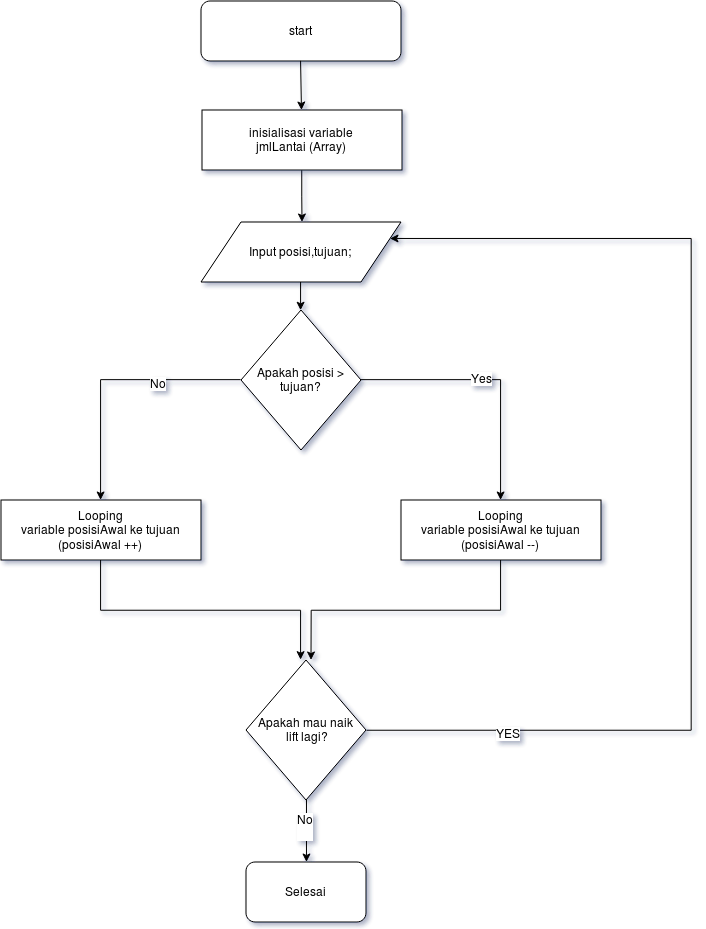 start
inisialisasi variable
jmlLantai (Array)
Input posisi,tujuan;
Apakah posisi >
tujuan?
No
Yes
Looping
variable posisiAwal ke tujuan
(posisiAwal ++)
Looping
variable posisiAwal ke tujuan
(posisiAwal --)
Apakah mau naik
lift lagi?
YES
No
Selesai